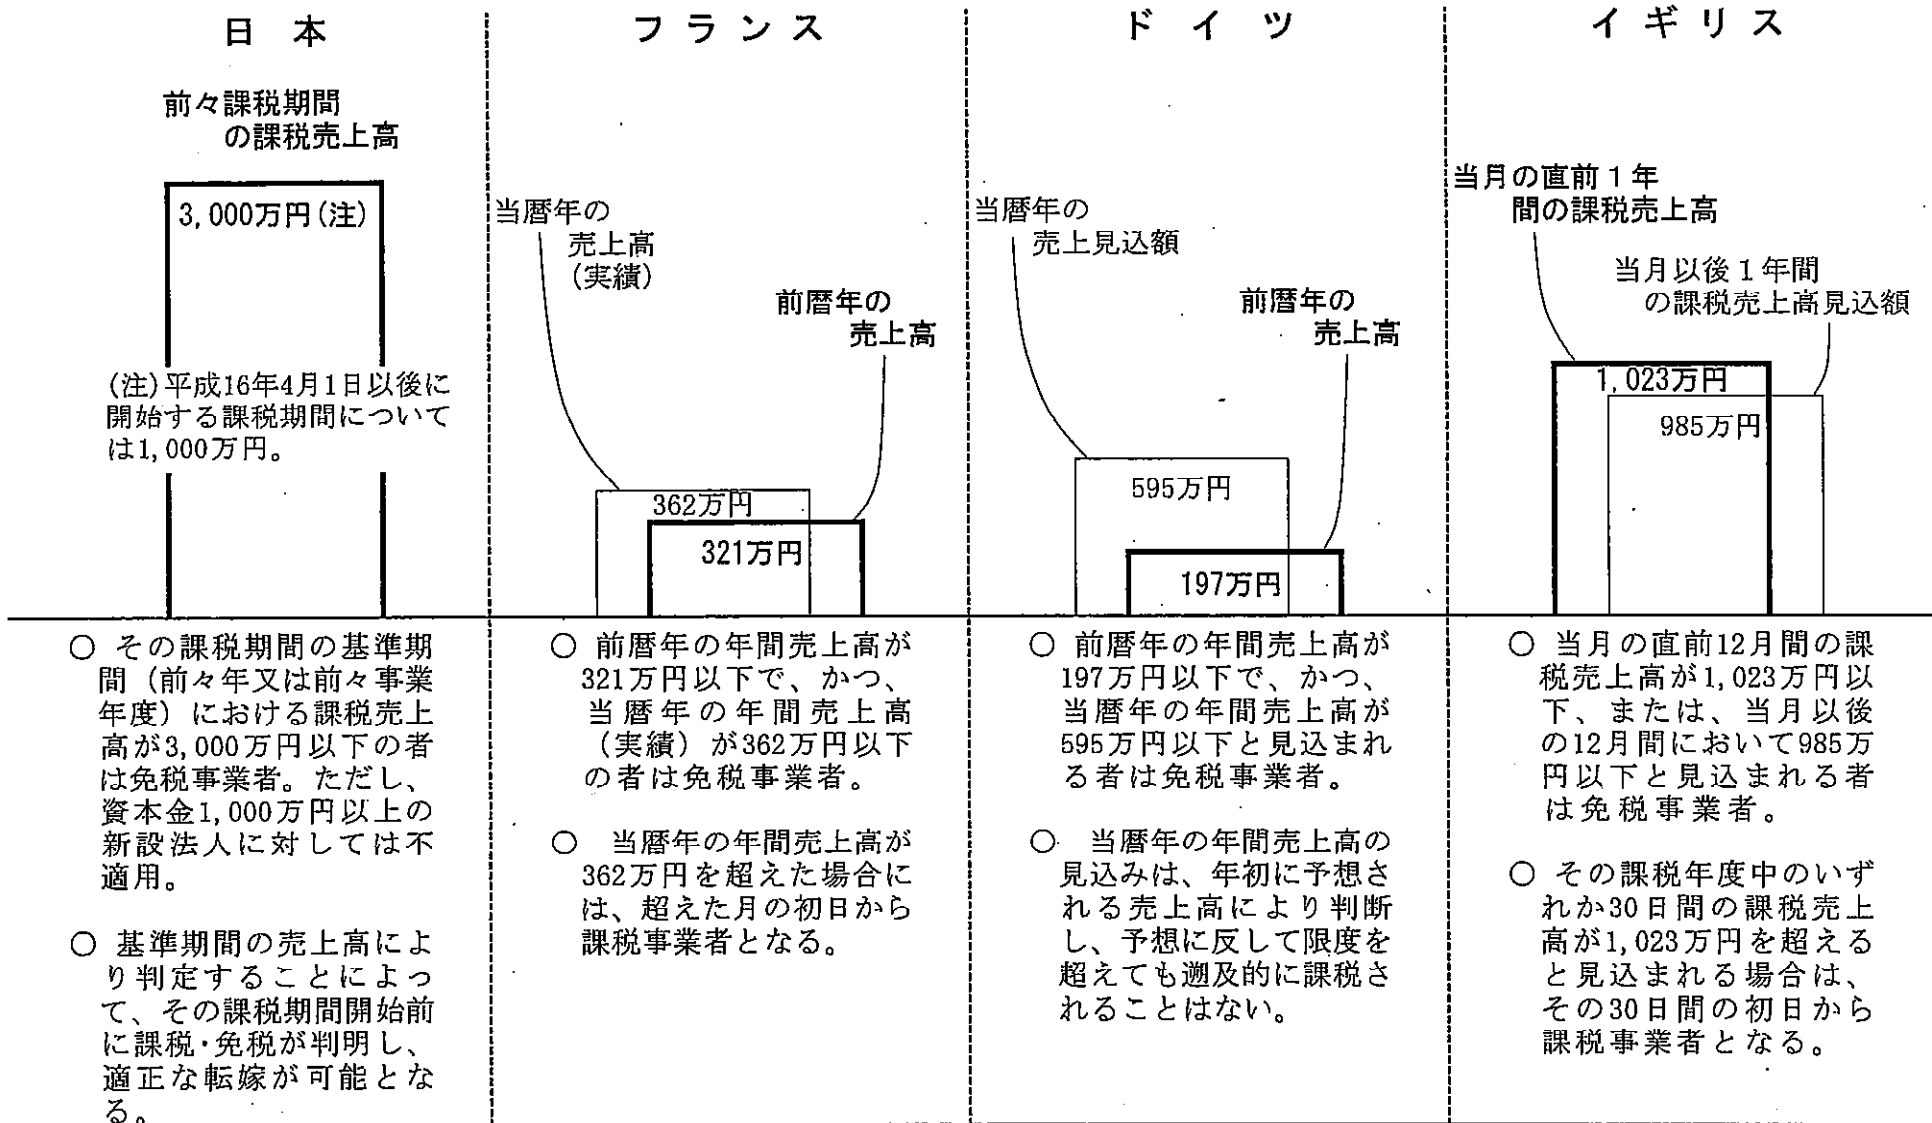 日本
前々課税期間
の課税売上高
3,000万円(注)
(注)平成16年4月1日以後に
開始する課税期間について
は1,000万円。
○ その課税期間の基準期
間（前々年又は前々事業
年度）における課税売上
高が3,000万円以下の者
は免税事業者。ただし、
資本金1,000万円以上の
新設法人に対しては不
適用。
○ 基準期間の売上高によ
り判定することによっ
て、その課税期間開始前
に課税・免税が判明し、
適正な転嫁が可能とな
る。
フランス
当暦年の
売上高
(実績)
前暦年の
売上高
362万円
321万円
○ 前暦年の年間売上高が
321万円以下で、かつ、
当暦年の年間売上高
（実績）が362万円以下
の者は免税事業者。
○ 当暦年の年間売上高が
362万円を超えた場合に
は、超えた月の初日から
課税事業者となる。
ドイツ
当暦年の
売上見込額
前暦年の
売上高
595万円
197万円
○ 前暦年の年間売上高が
197万円以下で、かつ、
当暦年の年間売上高が
595万円以下と見込まれ
る者は免税事業者。
○ 当暦年の年間売上高の
見込みは、年初に予想さ
れる売上高により判断
し、予想に反して限度を
超えても遡及的に課税さ
れることはない。
イギリス
当月の直前１年
間の課税売上高
当月以後１年間
の課税売上高見込額
1,023万円
985万円
○ 当月の直前12月間の課
税売上高が1,023万円以
下、または、当月以後
の12月間において985万
円以下と見込まれる者
は免税事業者。
○ その課税年度中のいず
れか30日間の課税売上
高が1,023万円を超える
と見込まれる場合は、
その30日間の初日から
課税事業者となる。